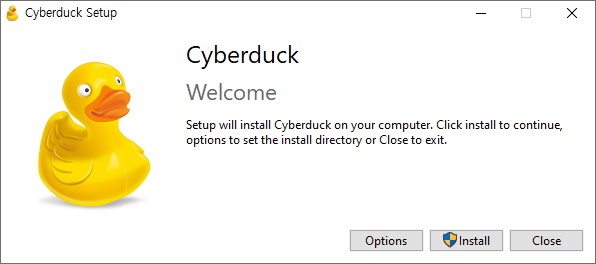 Cyberduck Setup
Cyberduck
Welcome
Setup will install Cyberduck on your computer. Click install to continue,
options to set the install directory or Close to exit.
Options
Install
Close